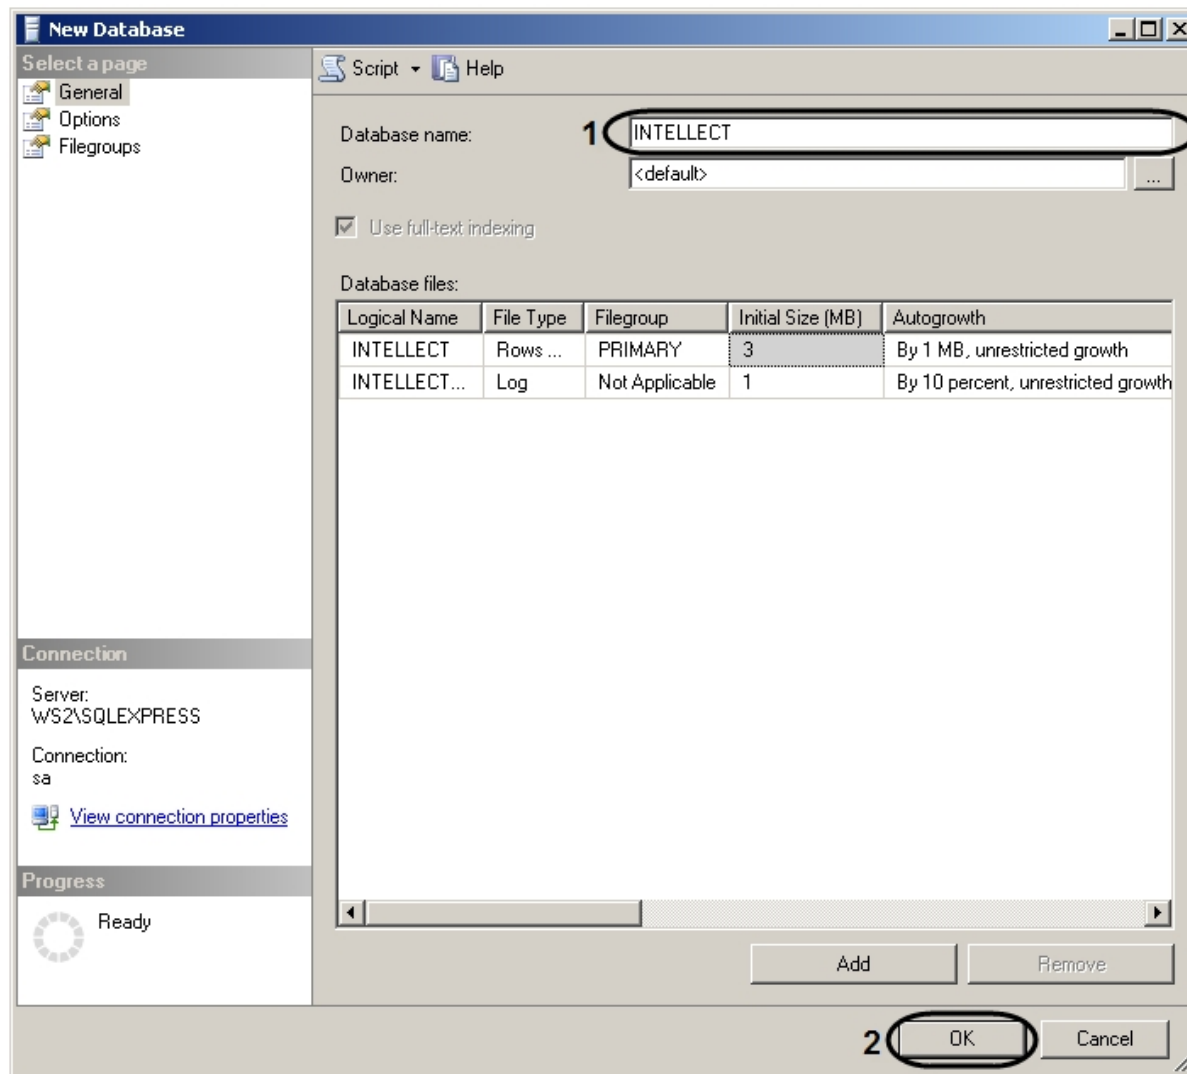 New Database
Select a page
General
Options
Filegroups
Script Help
Database name: 1 INTELLECT
Owner: <default> ...
Use full-text indexing
Database files:
Logical Name File Type Filegroup Initial Size (MB) Autogrowth
INTELLECT Rows ... PRIMARY 3 By 1 MB, unrestricted growth
INTELLECT... Log Not Applicable 1 By 10 percent, unrestricted growth
Connection
Server:
WS2\SQLEXPRESS
Connection:
sa
View connection properties
Progress
Ready
Add Remove
2 OK Cancel